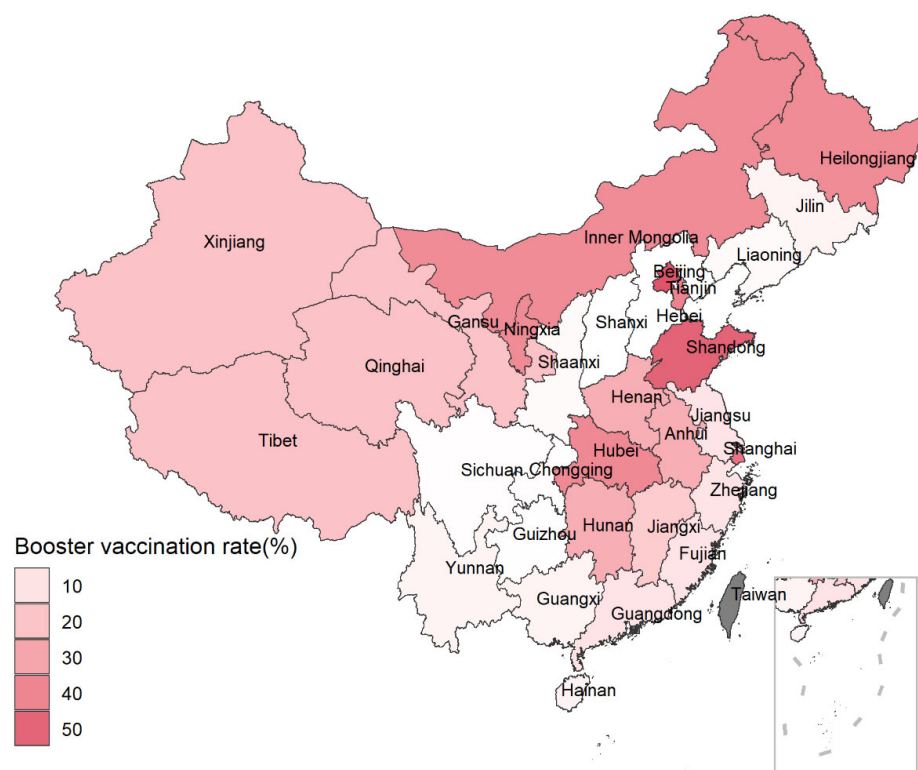 Heilongjiang
Jilin
Xinjiang
Inner Mongolia
Liaoning
Beijing
Tianjin
Hebei
Gansu
Ningxia
Shanxi
Shandong
Qinghai
Shaanxi
Henan
Jiangsu
Tibet
Anhui
Hubei
Shanghai
Sichuan
Chongqing
Zhejiang
Hunan
Jiangxi
Guizhou
Fujian
Yunnan
Guangxi
Guangdong
Taiwan
Hainan
Booster vaccination rate(%)
10
20
30
40
50